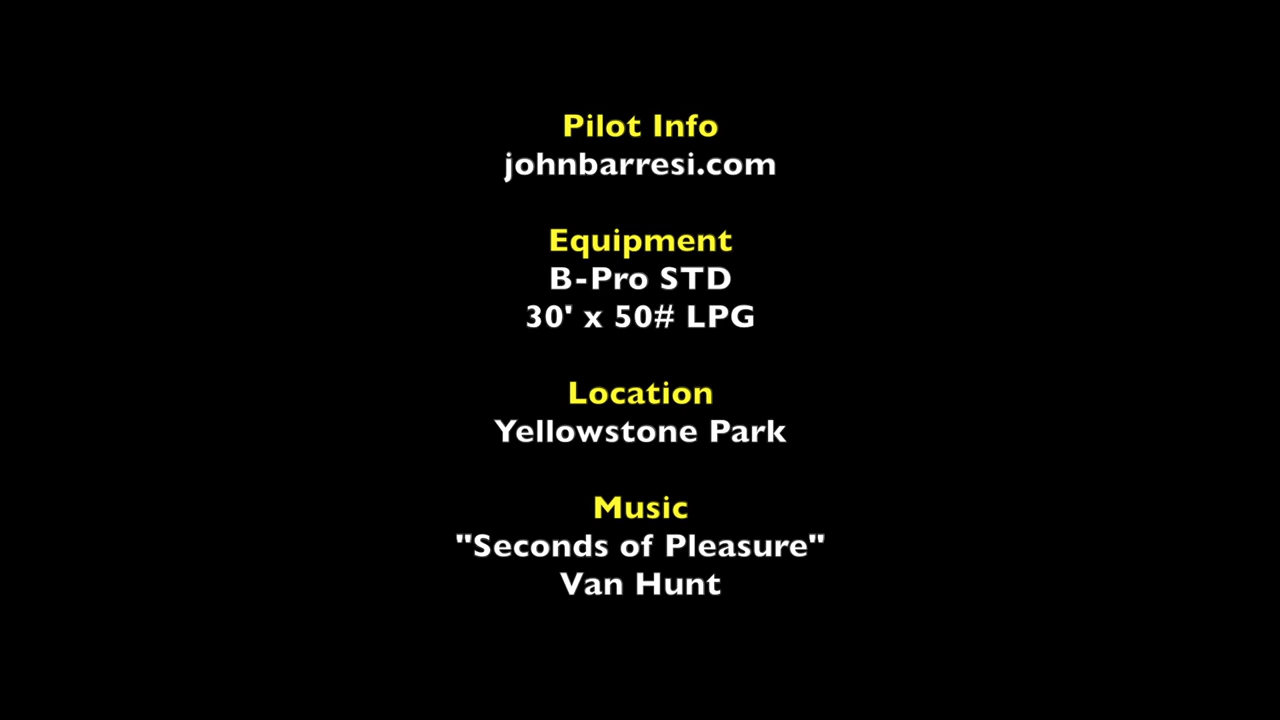 Pilot Info
johnbarresi.com
Equipment
B-Pro STD
30' x 50# LPG
Location
Yellowstone Park
Music
"Seconds of Pleasure"
Van Hunt